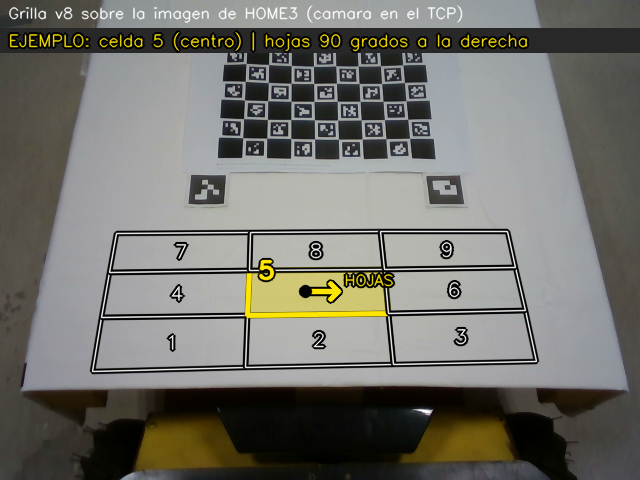 Grilla v8 sobre la imagen de HOME3 (camara en el TCP)
EJEMPLO: celda 5 (centro) | hojas 90 grados a la derecha
7 8 9
5 HOJAS
4 6
1 2 3